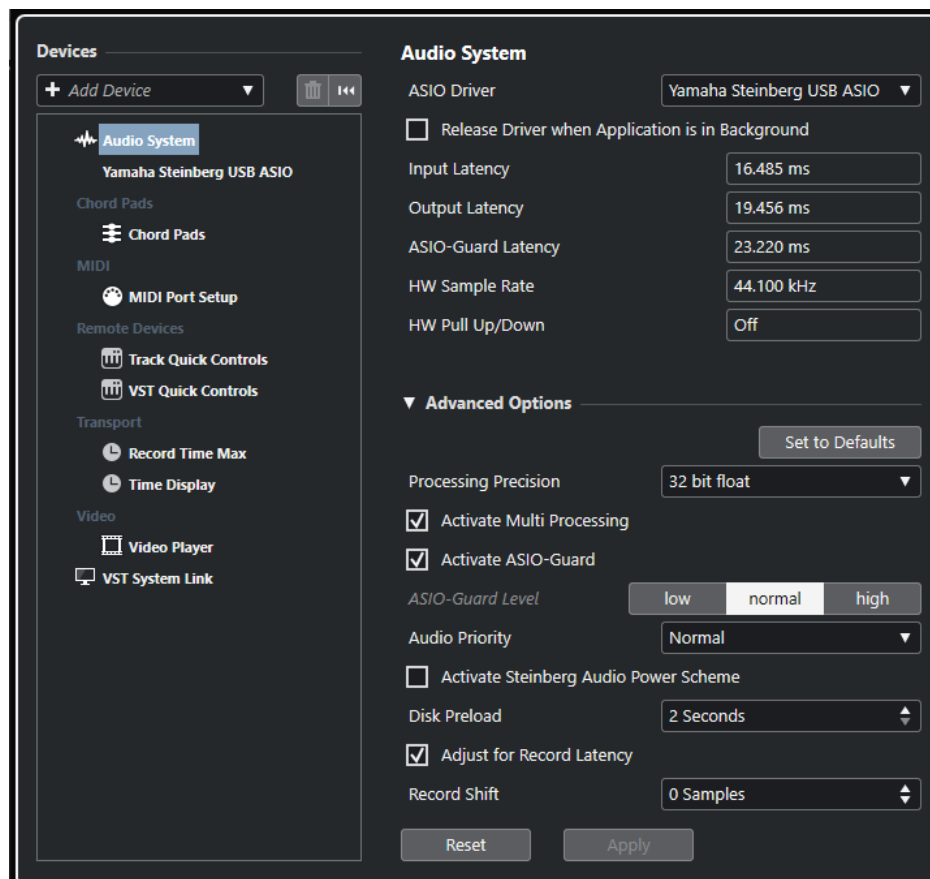 Devices
Add Device
Audio System
Yamaha Steinberg USB ASIO
Chord Pads
Chord Pads
MIDI
MIDI Port Setup
Remote Devices
Track Quick Controls
VST Quick Controls
Transport
Record Time Max
Time Display
Video
Video Player
VST System Link
Audio System
ASIO Driver Yamaha Steinberg USB ASIO
Release Driver when Application is in Background
Input Latency 16.485 ms
Output Latency 19.456 ms
ASIO-Guard Latency 23.220 ms
HW Sample Rate 44.100 kHz
HW Pull Up/Down Off
Advanced Options
Set to Defaults
Processing Precision 32 bit float
Activate Multi Processing
Activate ASIO-Guard
ASIO-Guard Level low normal high
Audio Priority Normal
Activate Steinberg Audio Power Scheme
Disk Preload 2 Seconds
Adjust for Record Latency
Record Shift 0 Samples
Reset Apply